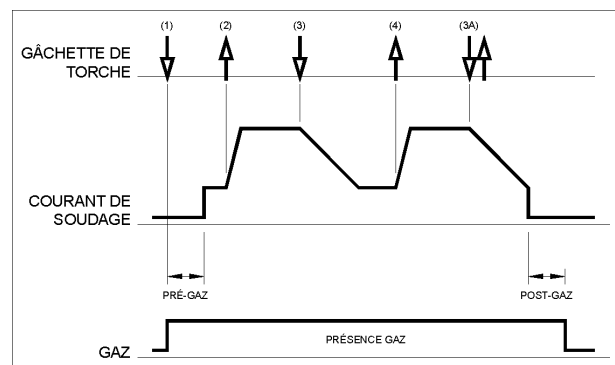 (1) (2) (3) (4) (3A)
GÂCHETTE DE
TORCHE
COURANT DE
SOUDAGE
PRÉ-GAZ POST-GAZ
PRÉSENCE GAZ
GAZ